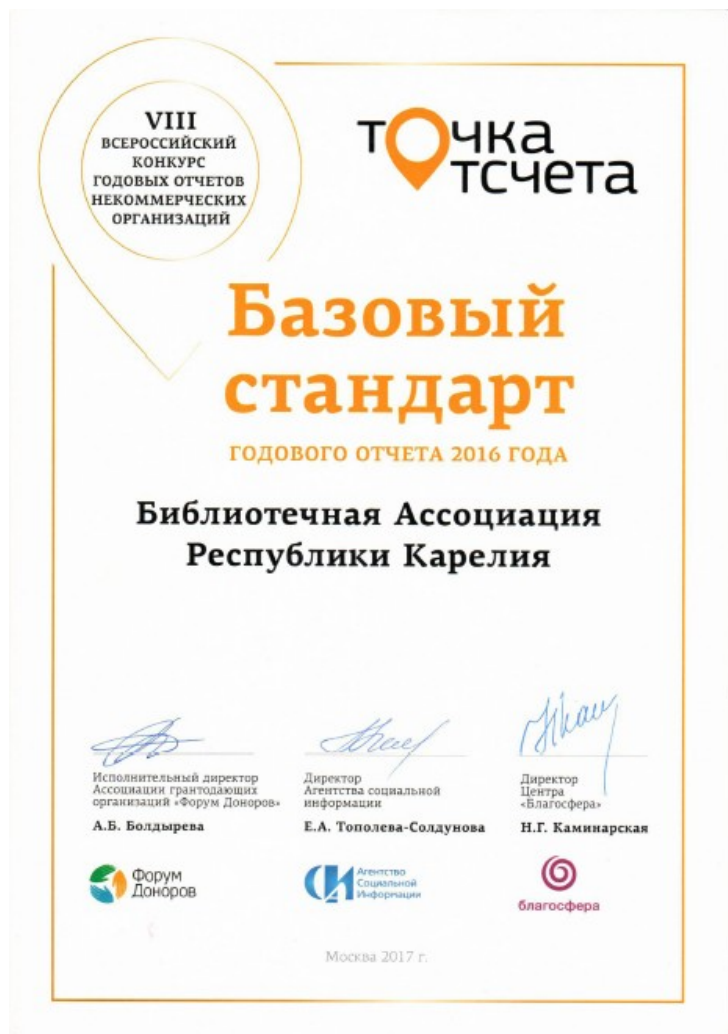 VIII
ВСЕРОССИЙСКИЙ
КОНКУРС
ГОДОВЫХ ОТЧЕТОВ
НЕКОММЕРЧЕСКИХ
ОРГАНИЗАЦИЙ
ТОЧКА
ОТСЧЕТА
Базовый
стандарт
ГОДОВОГО ОТЧЕТА 2016 ГОДА
Библиотечная Ассоциация
Республики Карелия
Исполнительный директор
Ассоциации грантодающих
организаций «Форум Доноров»
А.Б. Болдырева
Директор
Агентства социальной
информации
Е.А. Тополева-Солдунова
Директор
Центра
«Благосфера»
Н.Г. Каминарская
Форум
Доноров
АСИ
Агентство
Социальной
Информации
благосфера
Москва 2017 г.